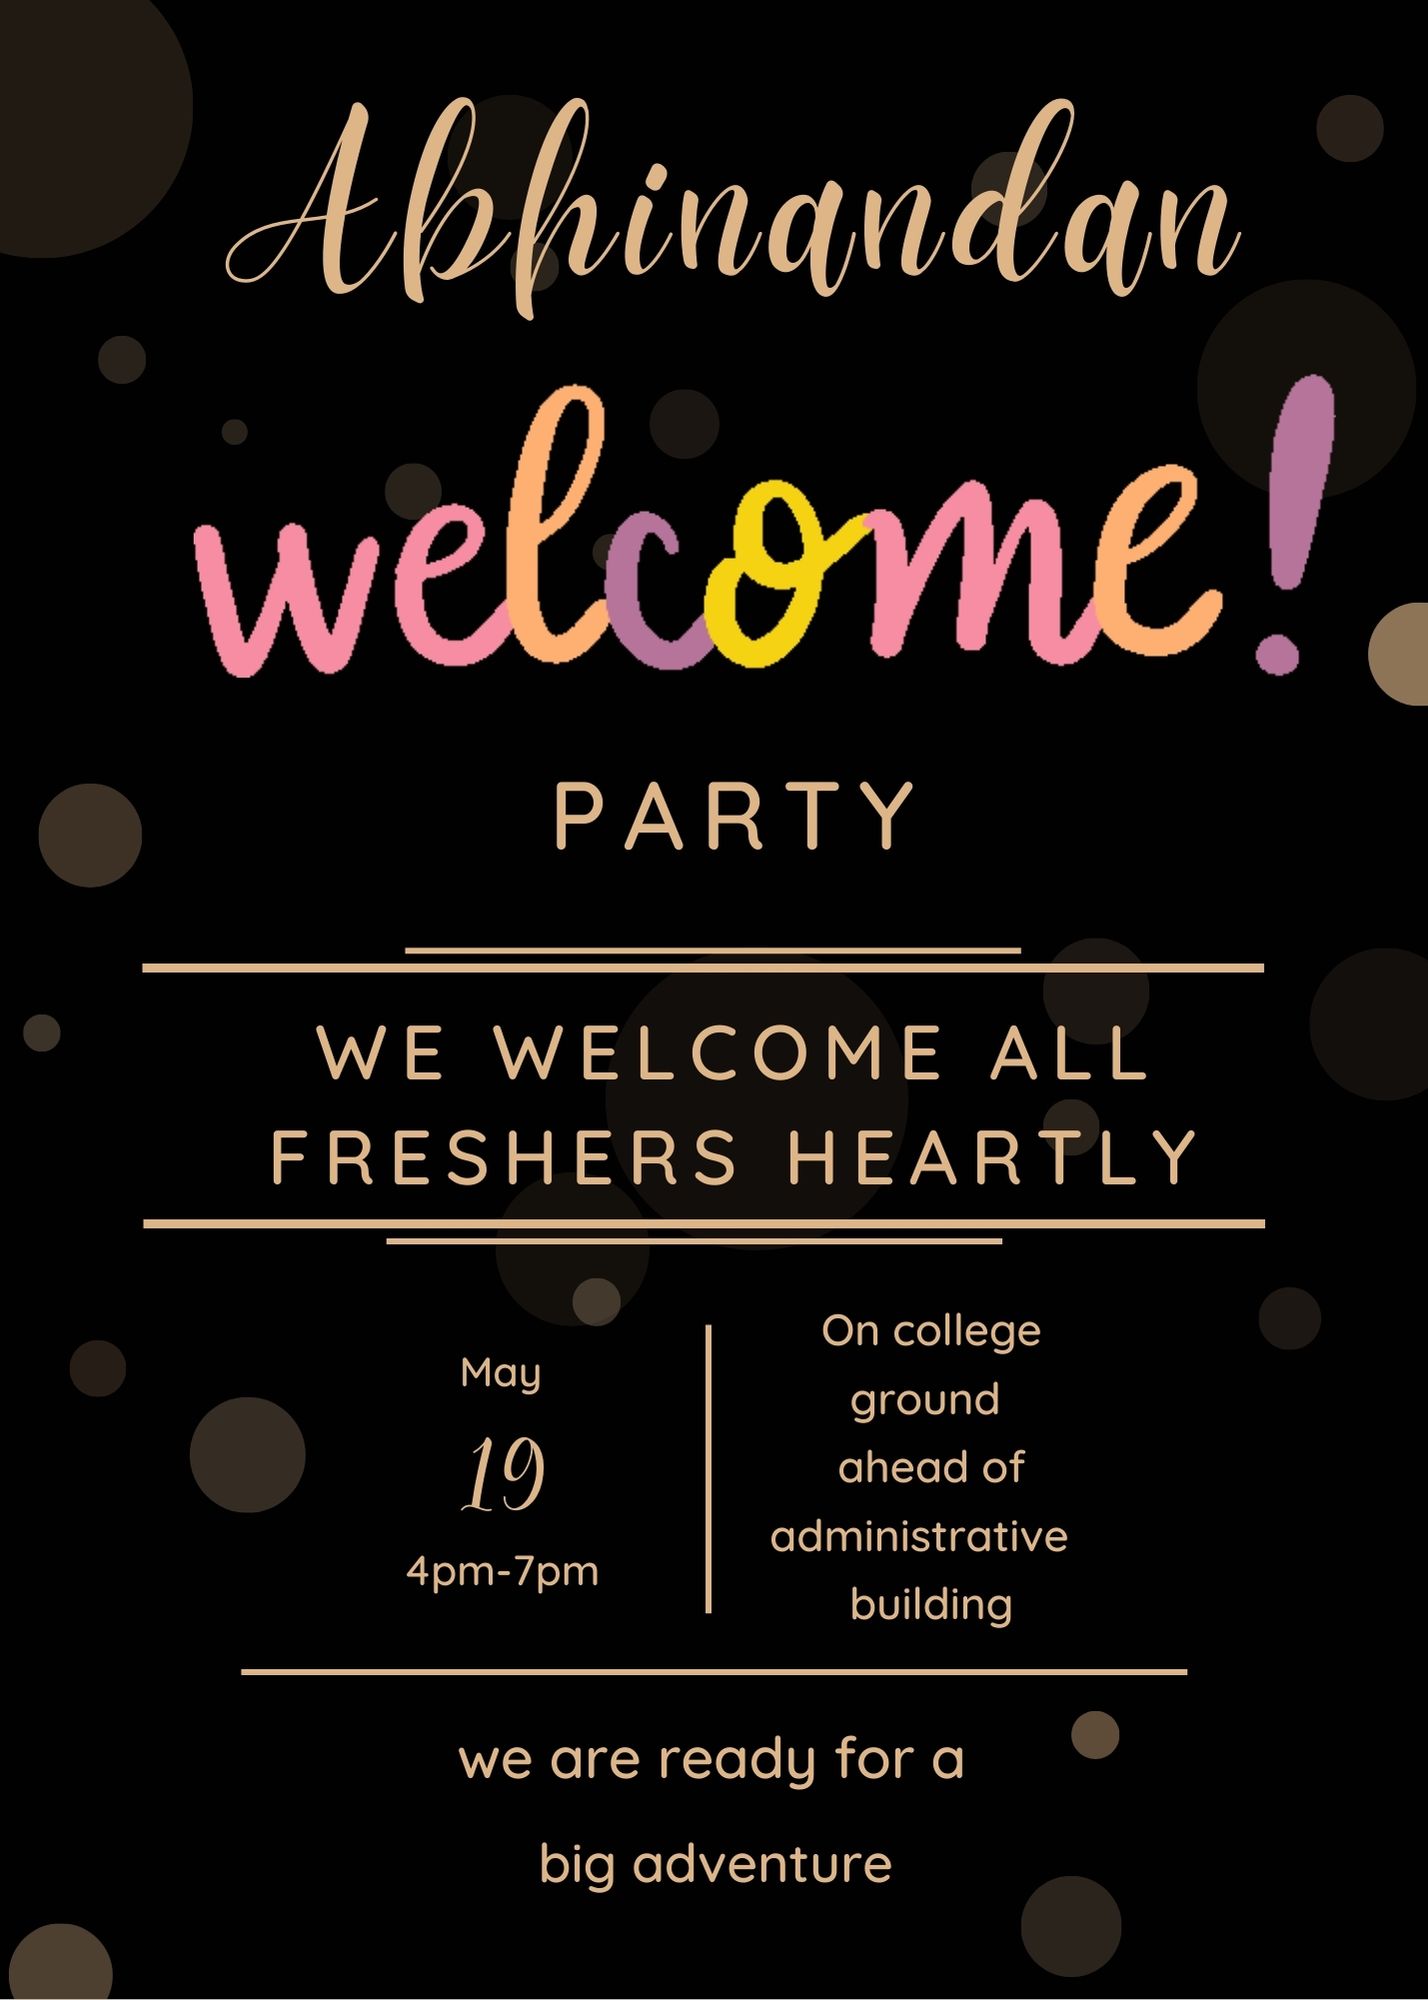 Abhinandan
welcome!
PARTY
WE WELCOME ALL
FRESHERS HEARTLY
May
19
4pm-7pm
On college
ground
ahead of
administrative
building
we are ready for a
big adventure